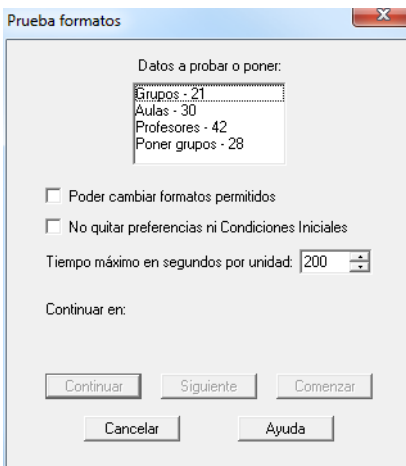 Prueba formatos
Datos a probar o poner:
Grupos - 21
Aulas - 30
Profesores - 42
Poner grupos - 28
Poder cambiar formatos permitidos
No quitar preferencias ni Condiciones Iniciales
Tiempo máximo en segundos por unidad: 200
Continuar en:
Continuar Siguiente Comenzar
Cancelar Ayuda